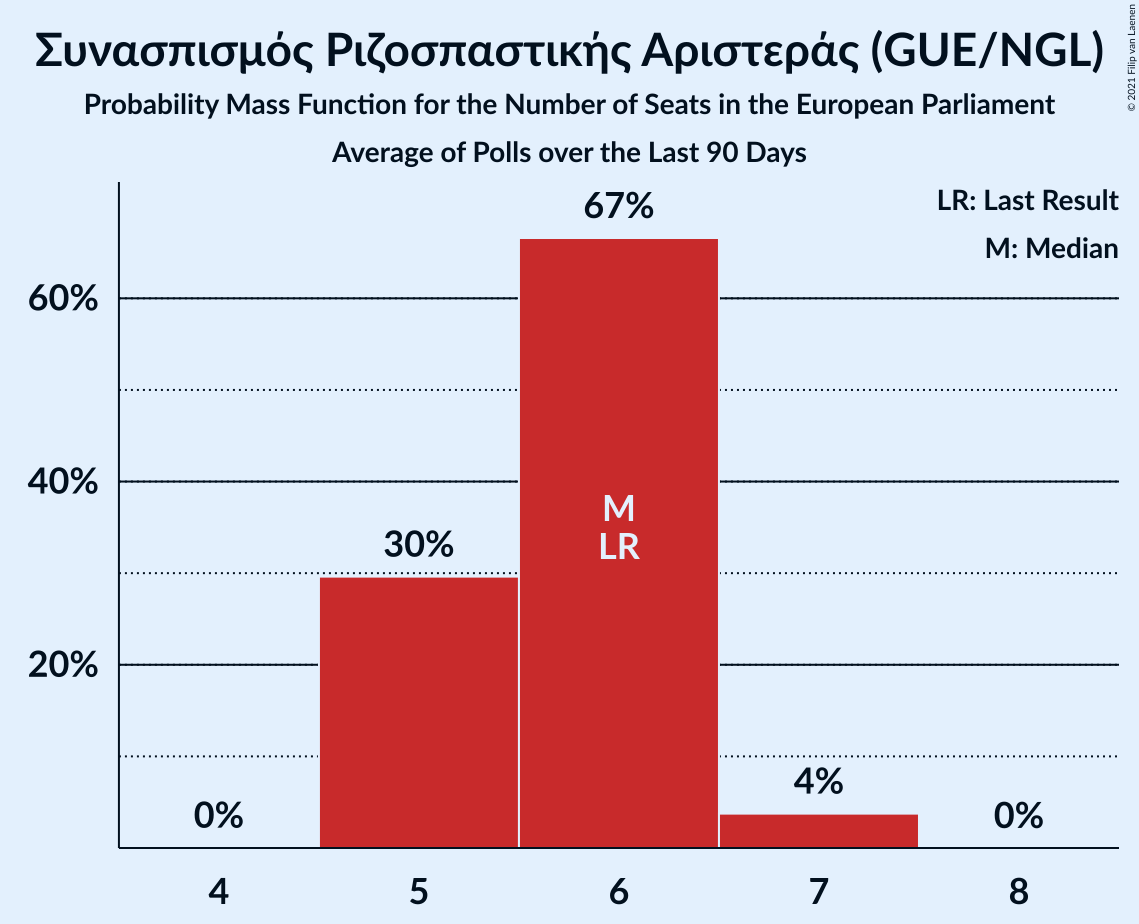 Συνασπισμός Ριζοσπαστικής Αριστεράς (GUE/NGL)
Probability Mass Function for the Number of Seats in the European Parliament
Average of Polls over the Last 90 Days
© 2021 Filip van Laenen
LR: Last Result
M: Median
67%
60%
40%
M
LR
30%
20%
4%
0%
0%
4
5
6
7
8